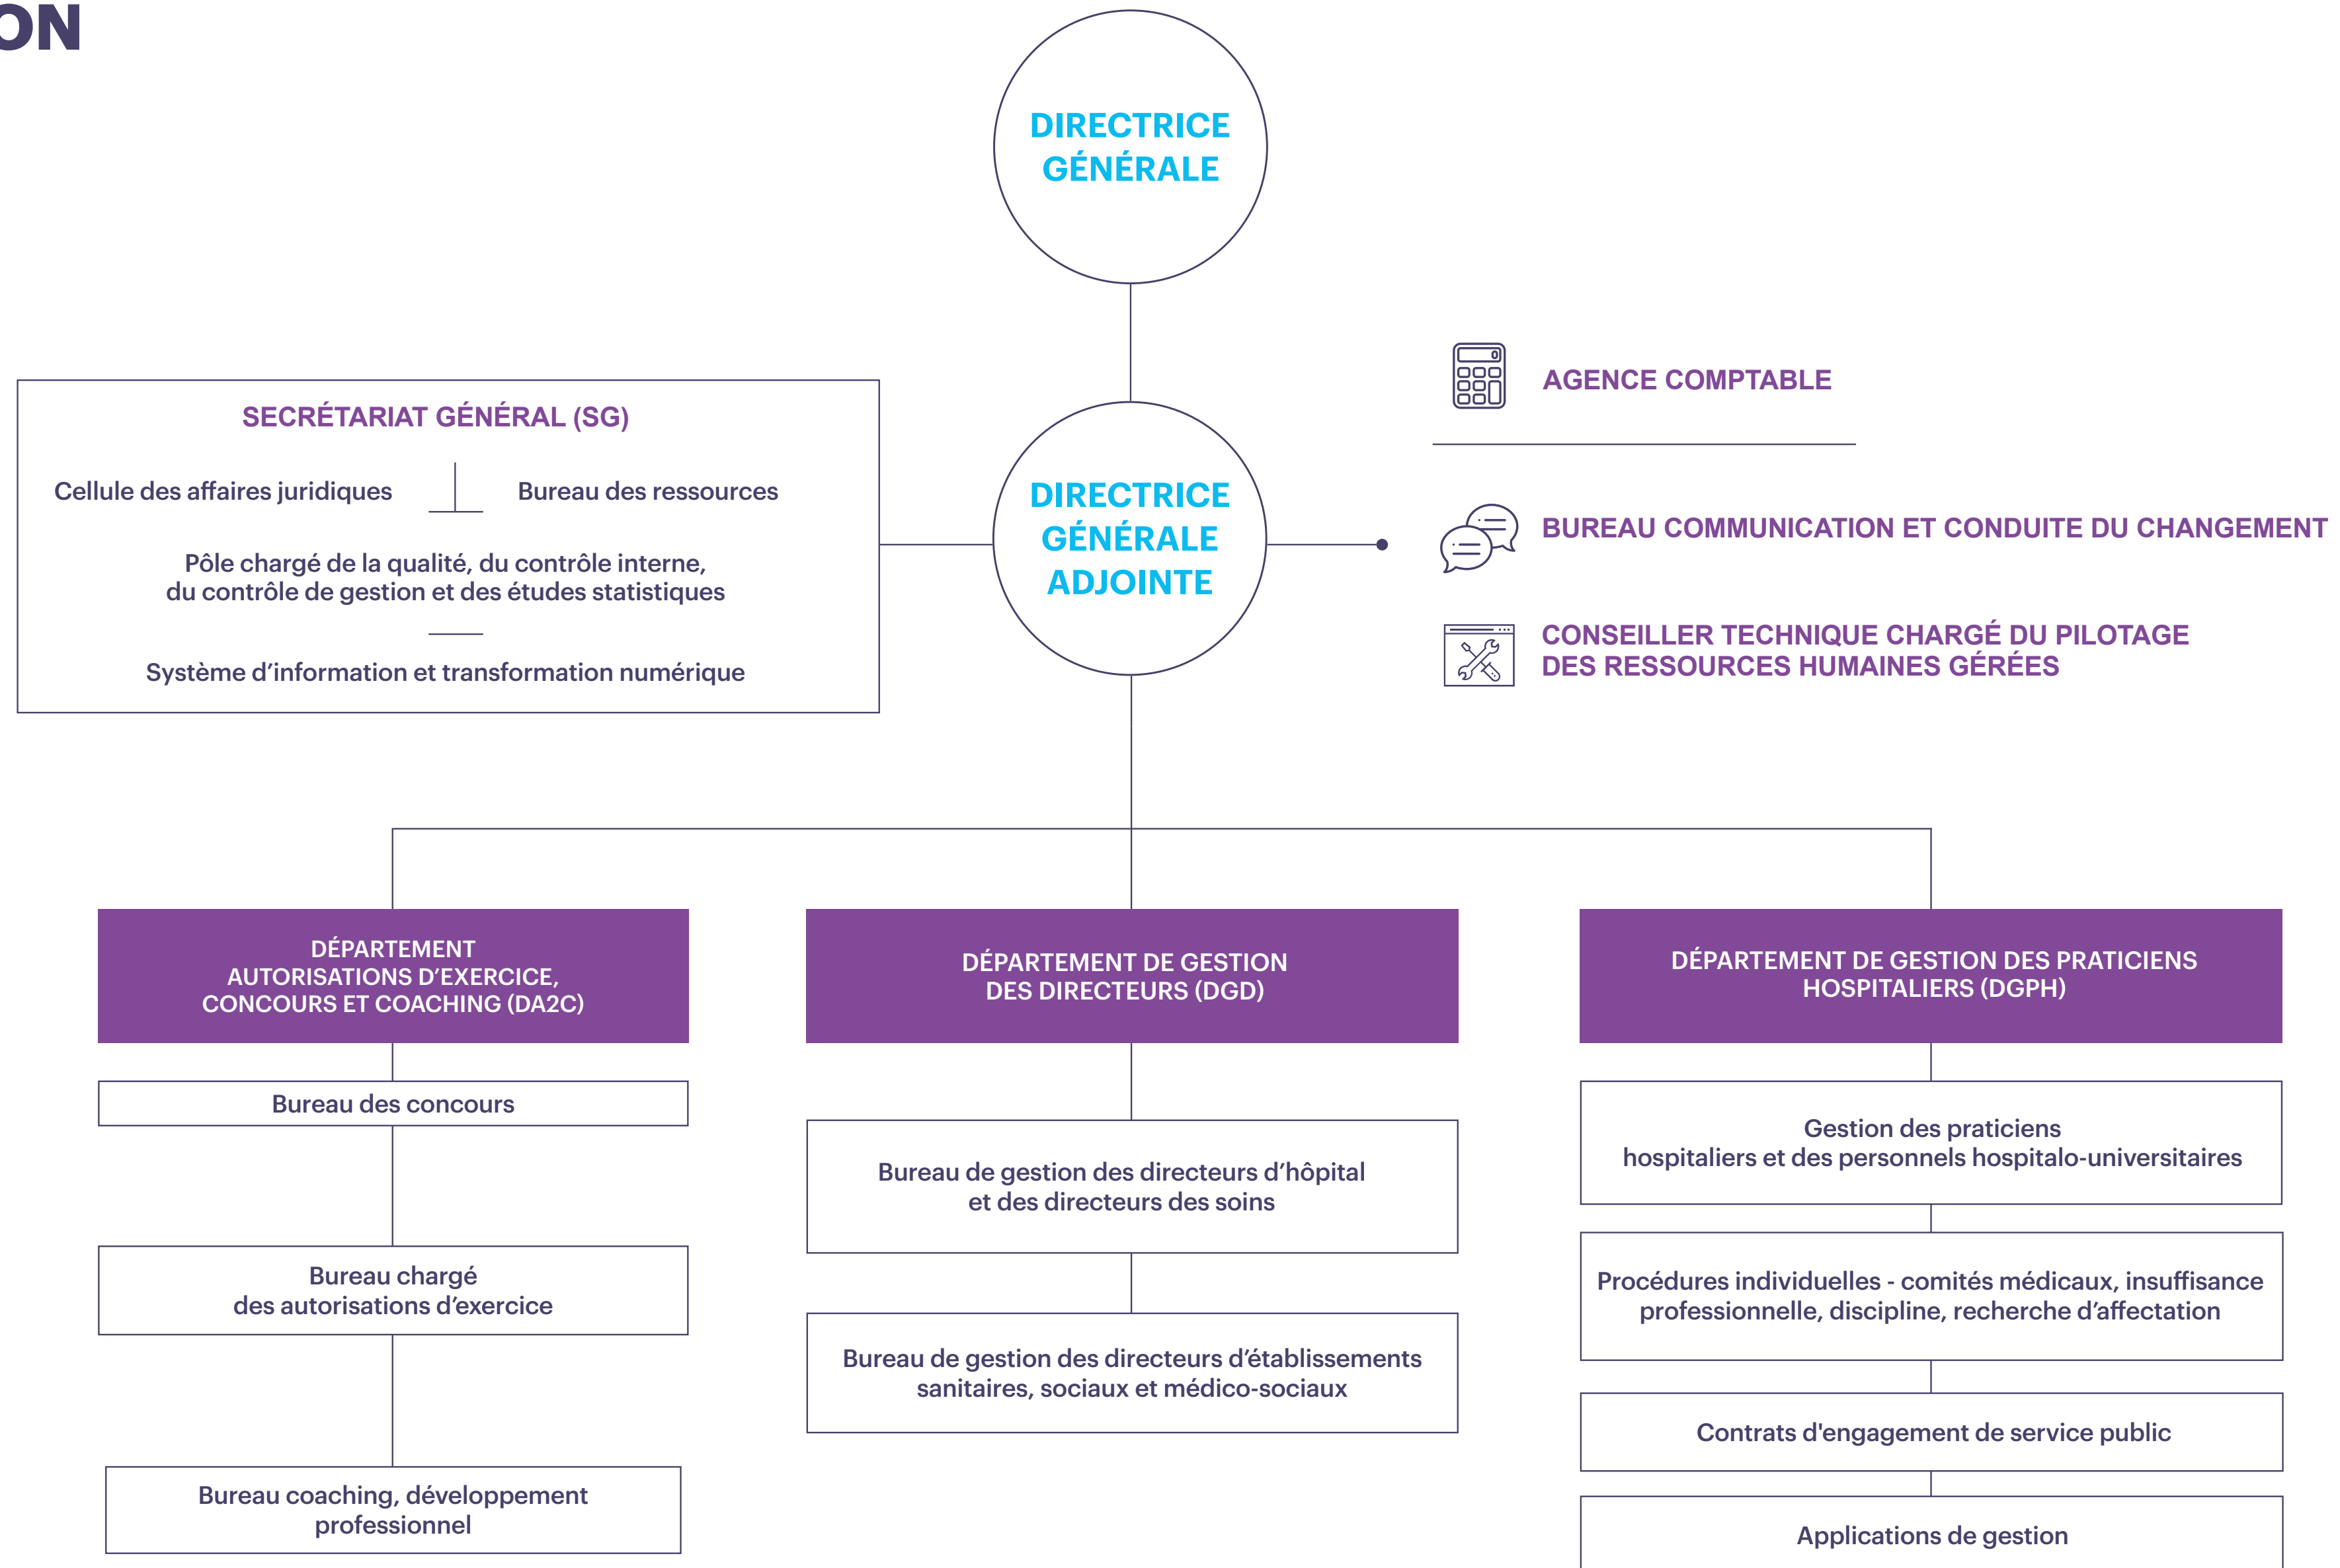 ON
DIRECTRICE
GÉNÉRALE
SECRÉTARIAT GÉNÉRAL (SG)
Cellule des affaires juridiques
Bureau des ressources
Pôle chargé de la qualité, du contrôle interne,
du contrôle de gestion et des études statistiques
Système d’information et transformation numérique
DIRECTRICE
GÉNÉRALE
ADJOINTE
0
AGENCE COMPTABLE
BUREAU COMMUNICATION ET CONDUITE DU CHANGEMENT
CONSEILLER TECHNIQUE CHARGÉ DU PILOTAGE
DES RESSOURCES HUMAINES GÉRÉES
DÉPARTEMENT
AUTORISATIONS D’EXERCICE,
CONCOURS ET COACHING (DA2C)
Bureau des concours
Bureau chargé
des autorisations d’exercice
Bureau coaching, développement
professionnel
DÉPARTEMENT DE GESTION
DES DIRECTEURS (DGD)
Bureau de gestion des directeurs d’hôpital
et des directeurs des soins
Bureau de gestion des directeurs d’établissements
sanitaires, sociaux et médico-sociaux
DÉPARTEMENT DE GESTION DES PRATICIENS
HOSPITALIERS (DGPH)
Gestion des praticiens
hospitaliers et des personnels hospitalo-universitaires
Procédures individuelles - comités médicaux, insuffisance
professionnelle, discipline, recherche d’affectation
Contrats d'engagement de service public
Applications de gestion